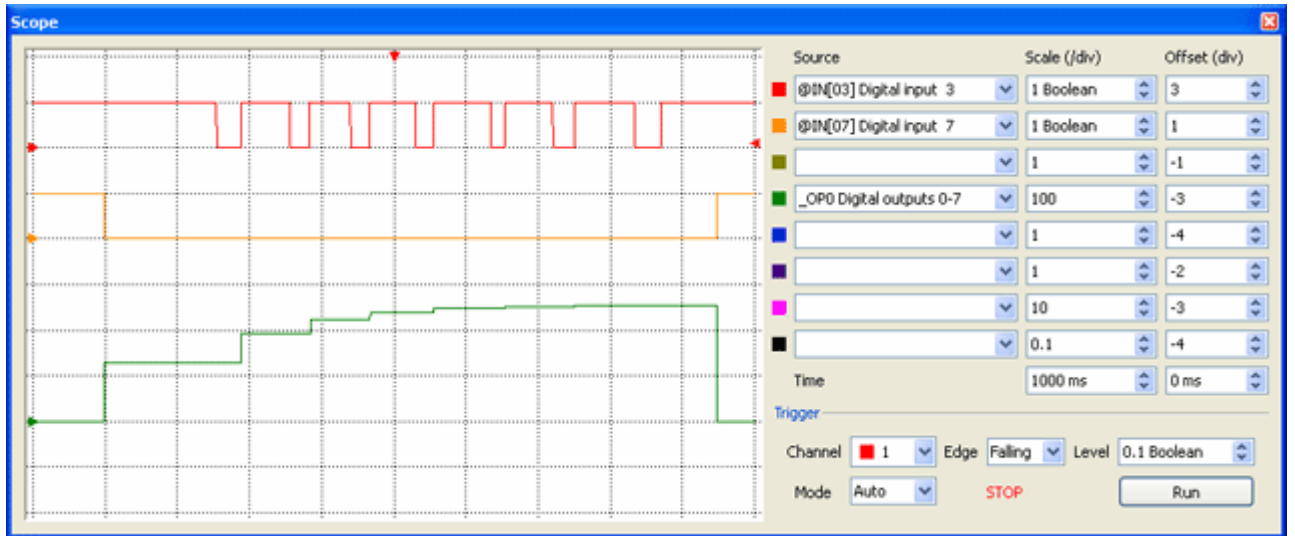 Scope
Source Scale (/div) Offset (div)
@IN[03] Digital input 3 1 Boolean 3
@IN[07] Digital input 7 1 Boolean 1
1 -1
_OP0 Digital outputs 0-7 100 -3
1 -4
1 -2
10 -3
0.1 -4
Time 1000 ms 0 ms
Trigger
Channel 1 Edge Falling Level 0.1 Boolean
Mode Auto STOP Run